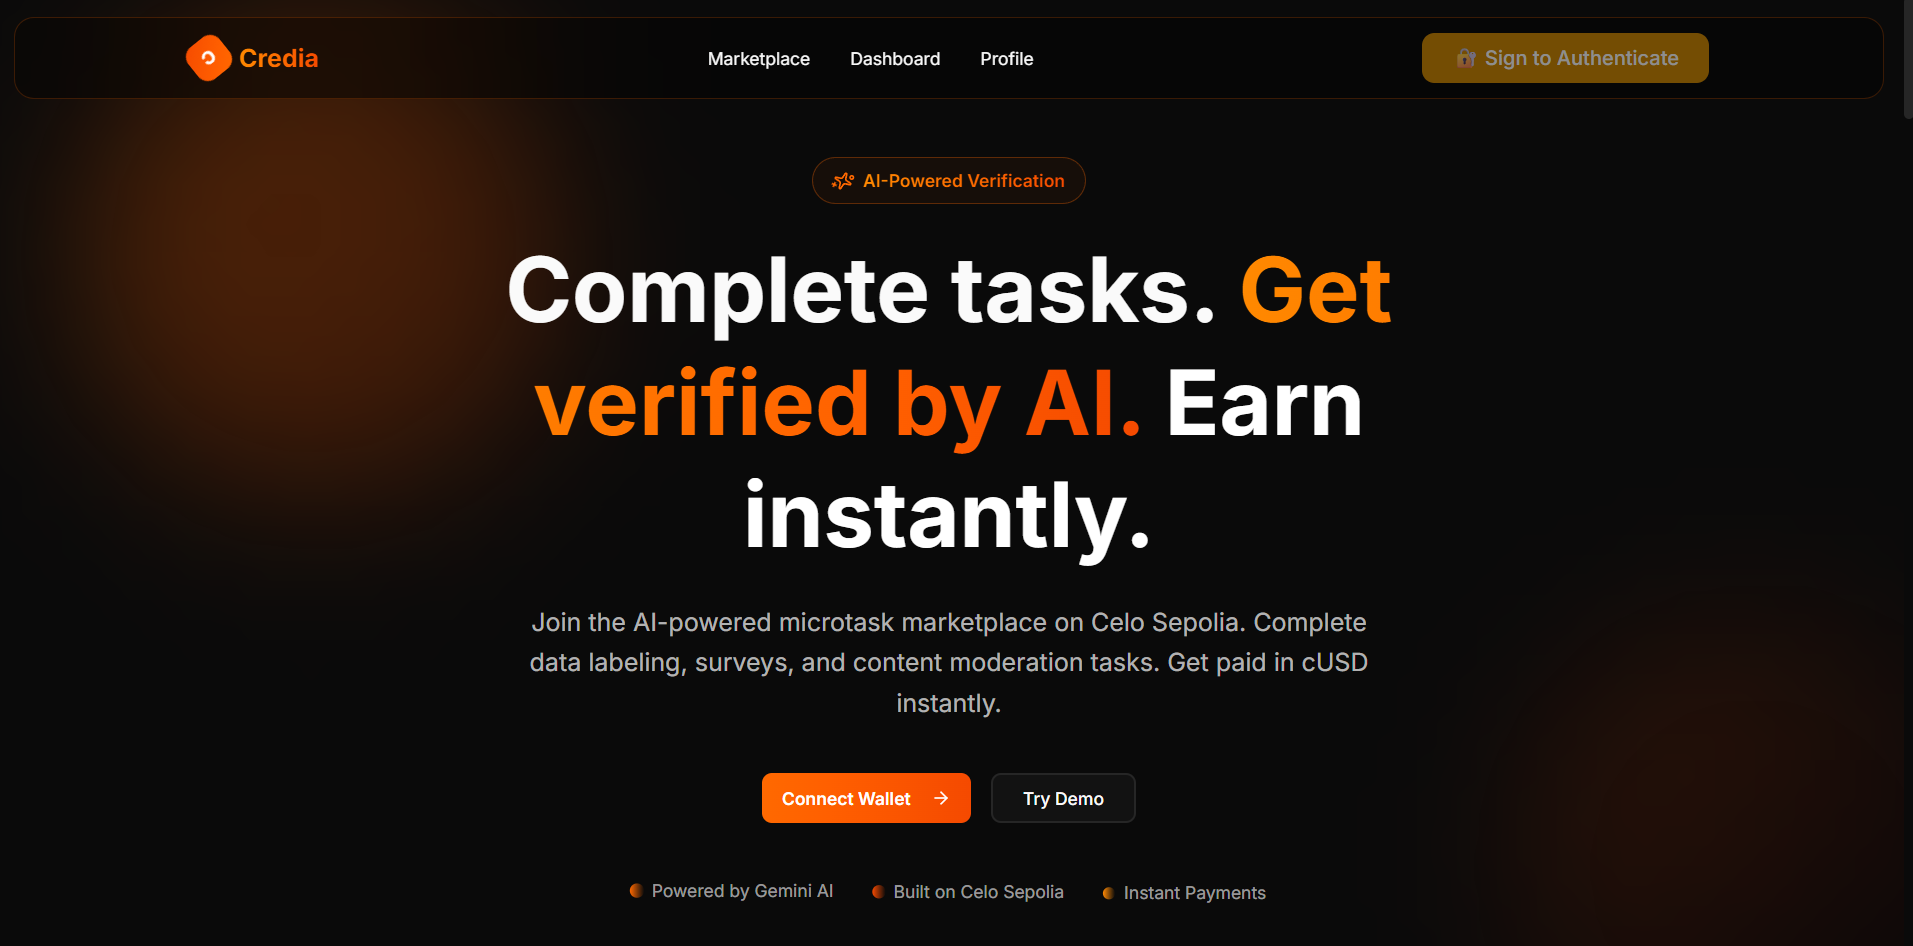 Credia
Marketplace
Dashboard
Profile
🔐 Sign to Authenticate
AI-Powered Verification
Complete tasks. Get
verified by AI. Earn
instantly.
Join the AI-powered microtask marketplace on Celo Sepolia. Complete
data labeling, surveys, and content moderation tasks. Get paid in cUSD
instantly.
Connect Wallet →
Try Demo
Powered by Gemini AI
Built on Celo Sepolia
Instant Payments